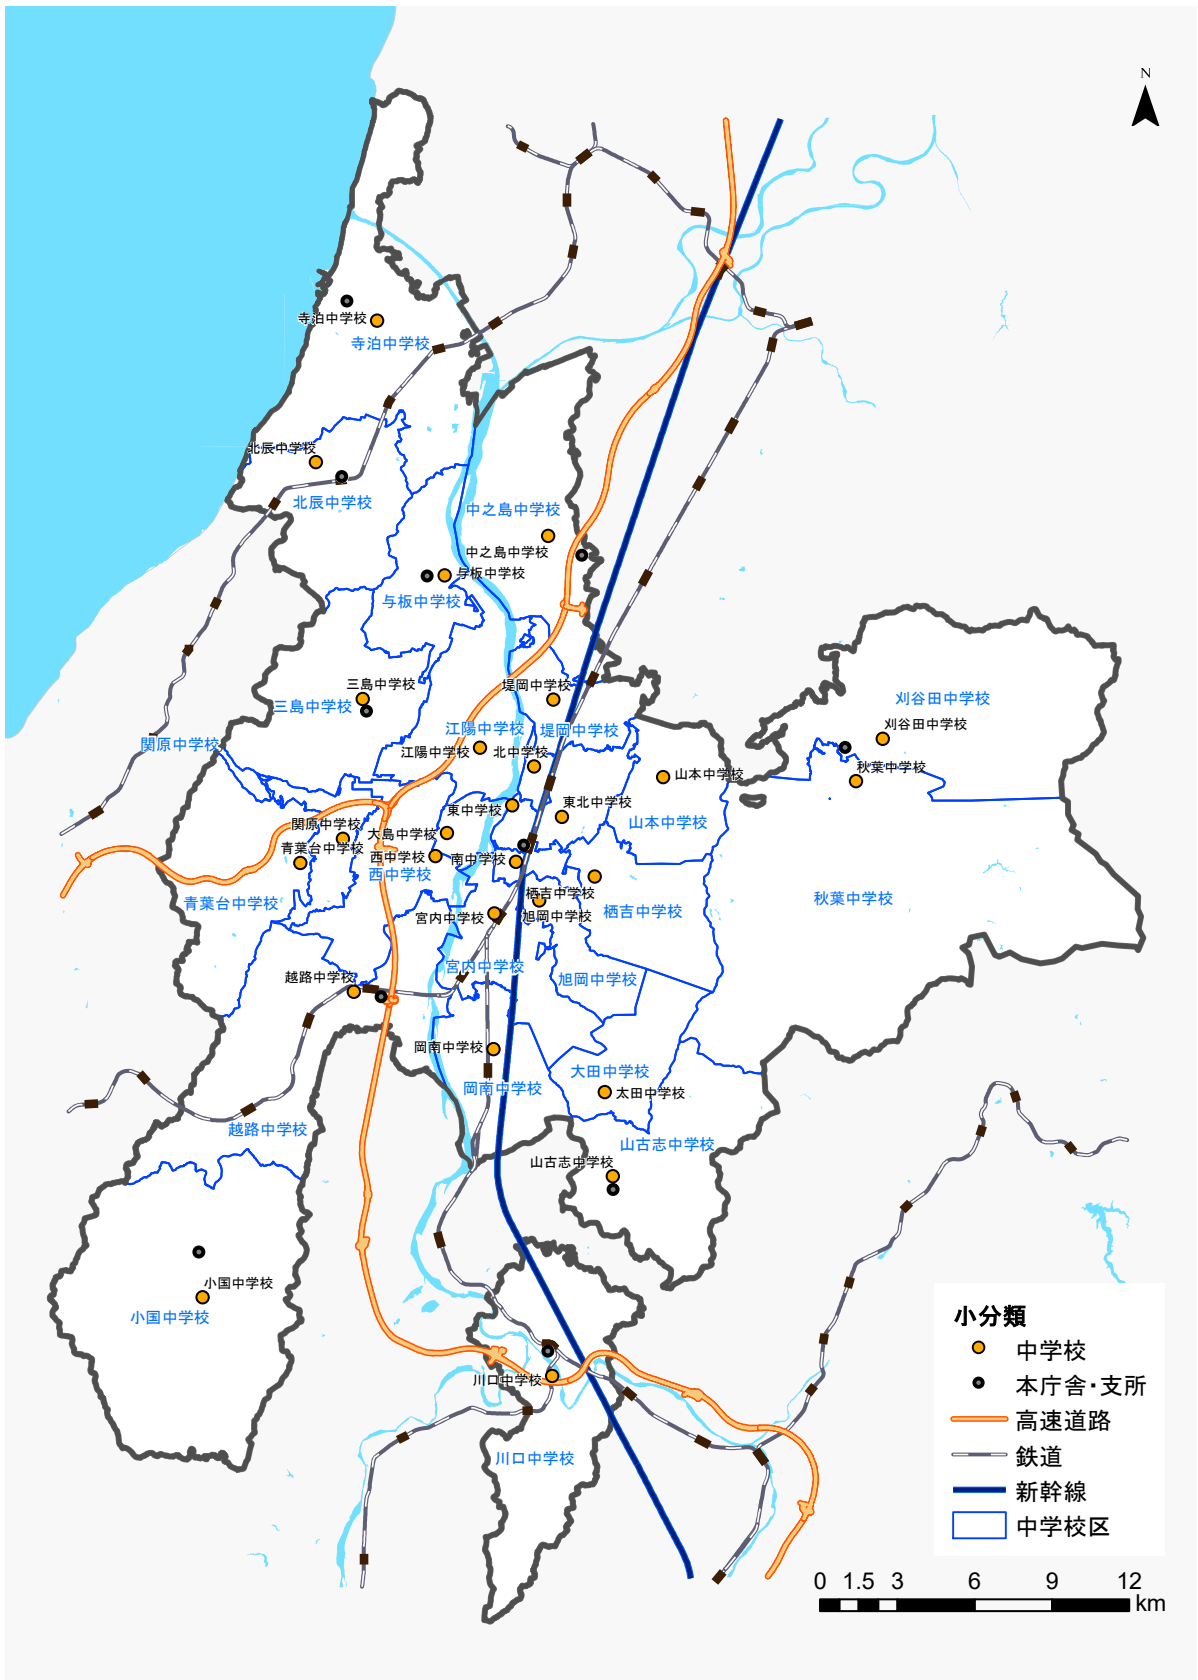 N
寺泊中学校
寺泊中学校
北辰中学校
北辰中学校
中之島中学校
中之島中学校
与板中学校
与板中学校
三島中学校
三島中学校
堤岡中学校
刈谷田中学校
刈谷田中学校
関原中学校
江陽中学校
堤岡中学校
江陽中学校
北中学校
山本中学校
秋葉中学校
東中学校
東北中学校
関原中学校
大島中学校
山本中学校
青葉台中学校
西中学校
南中学校
西中学校
青葉台中学校
栖吉中学校
秋葉中学校
宮内中学校
旭岡中学校
栖吉中学校
越路中学校
宮内中学校
旭岡中学校
岡南中学校
岡南中学校
大田中学校
太田中学校
越路中学校
山古志中学校
山古志中学校
小国中学校
小国中学校
川口中学校
川口中学校
小分類
中学校
本庁舎・支所
高速道路
鉄道
新幹線
中学校区
0 1.5 3 6 9 12
km